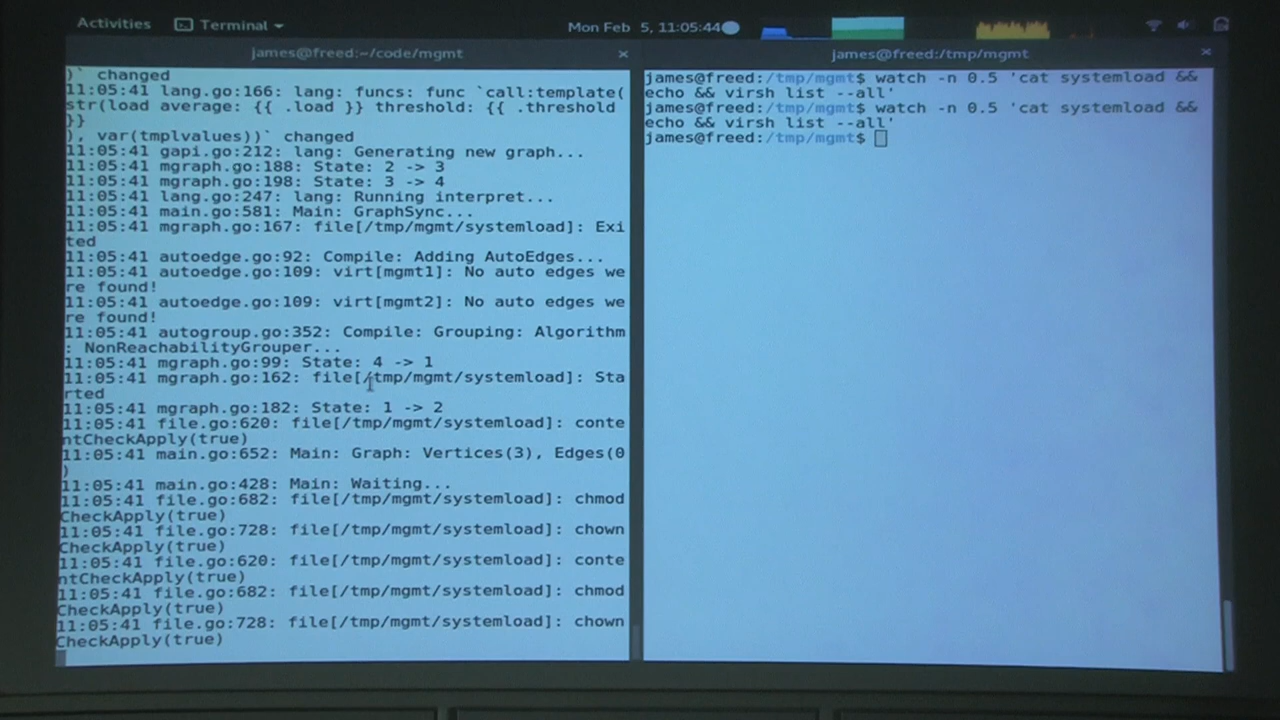 Activities
Terminal
Mon Feb 5, 11:05:44
james@freed:~/code/mgmt
×
)` changed
11:05:41 lang.go:166: lang: funcs: func `call:template(
str(load average: {{ .load }} threshold: {{ .threshold
}}
), var(tmplvalues))` changed
11:05:41 gapi.go:212: lang: Generating new graph...
11:05:41 mgraph.go:188: State: 2 -> 3
11:05:41 mgraph.go:198: State: 3 -> 4
11:05:41 lang.go:247: lang: Running interpret...
11:05:41 main.go:581: Main: GraphSync...
11:05:41 mgraph.go:167: file[/tmp/mgmt/systemload]: Exi
ted
11:05:41 autoedge.go:92: Compile: Adding AutoEdges...
11:05:41 autoedge.go:109: virt[mgmt1]: No auto edges we
re found!
11:05:41 autoedge.go:109: virt[mgmt2]: No auto edges we
re found!
11:05:41 autogroup.go:352: Compile: Grouping: Algorithm
: NonReachabilityGrouper...
11:05:41 mgraph.go:99: State: 4 -> 1
11:05:41 mgraph.go:162: file[/tmp/mgmt/systemload]: Sta
rted
11:05:41 mgraph.go:182: State: 1 -> 2
11:05:41 file.go:620: file[/tmp/mgmt/systemload]: conte
ntCheckApply(true)
11:05:41 main.go:652: Main: Graph: Vertices(3), Edges(0
)
11:05:41 main.go:428: Main: Waiting...
11:05:41 file.go:682: file[/tmp/mgmt/systemload]: chmod
CheckApply(true)
11:05:41 file.go:728: file[/tmp/mgmt/systemload]: chown
CheckApply(true)
11:05:41 file.go:620: file[/tmp/mgmt/systemload]: conte
ntCheckApply(true)
11:05:41 file.go:682: file[/tmp/mgmt/systemload]: chmod
CheckApply(true)
11:05:41 file.go:728: file[/tmp/mgmt/systemload]: chown
CheckApply(true)
james@freed:/tmp/mgmt
×
james@freed:/tmp/mgmt$ watch -n 0.5 'cat systemload &&
echo && virsh list --all'
james@freed:/tmp/mgmt$ watch -n 0.5 'cat systemload &&
echo && virsh list --all'
james@freed:/tmp/mgmt$